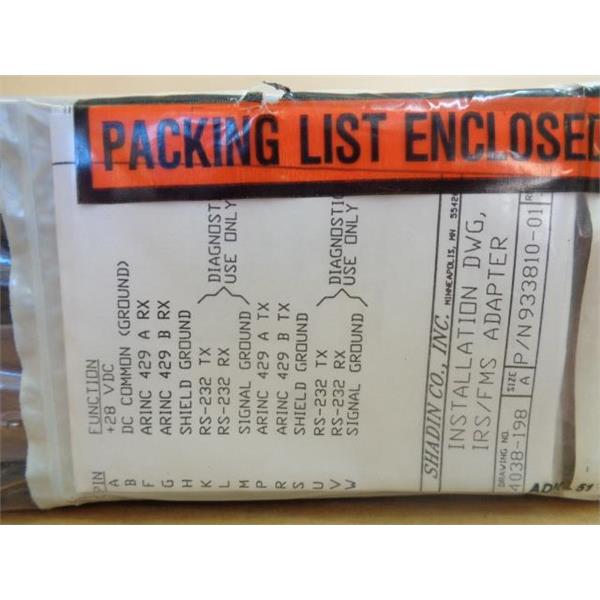 PACKING LIST ENCLOSED
PIN FUNCTION
A +28 VDC
B DC COMMON (GROUND)
F ARINC 429 A RX
G ARINC 429 B RX
H SHIELD GROUND
K RS-232 TX
L RS-232 RX
DIAGNOSTIC
USE ONLY
M SIGNAL GROUND
P ARINC 429 A TX
R ARINC 429 B TX
S SHIELD GROUND
U RS-232 TX
V RS-232 RX
DIAGNOSTIC
USE ONLY
W SIGNAL GROUND
SHADIN CO., INC. MINNEAPOLIS, MN 5542
INSTALLATION DWG,
IRS/FMS ADAPTER
DRAWING NO.
4038-198
SIZE
A
P/N933810-01
R